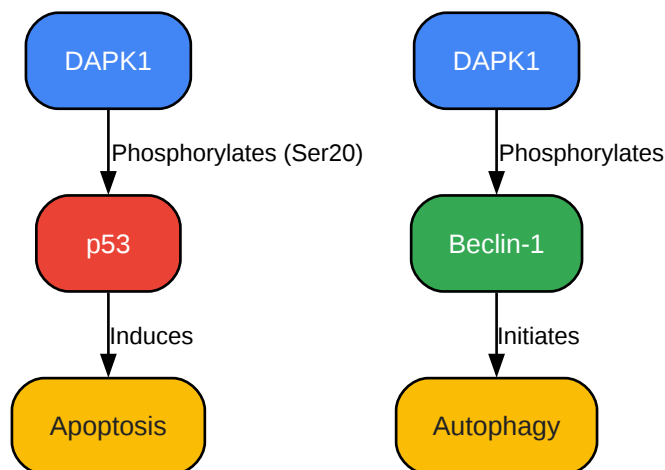 DAPK1
DAPK1
Phosphorylates (Ser20)
Phosphorylates
p53
Beclin-1
Induces
Initiates
Apoptosis
Autophagy